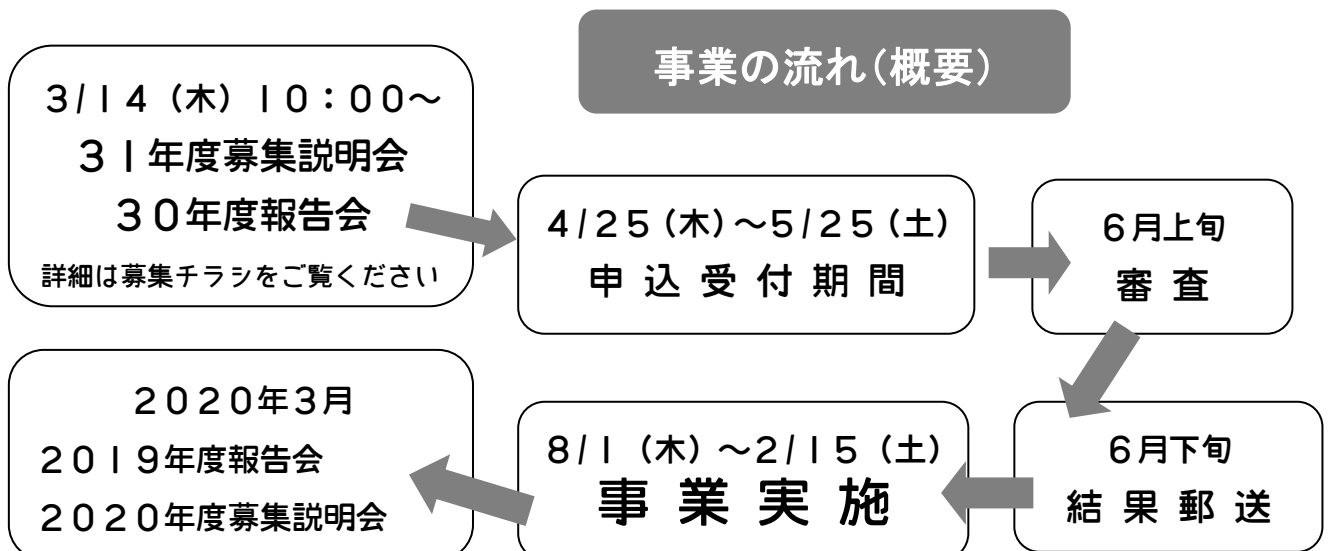 事業の流れ（概要）
３/１４（木）１０：００～
３１年度募集説明会
３０年度報告会
詳細は募集チラシをご覧ください
４/２５（木）～５/２５（土）
申込受付期間
６月上旬
審査
６月下旬
結果郵送
８/１（木）～２/１５（土）
事業実施
２０２０年３月
２０１９年度報告会
２０２０年度募集説明会